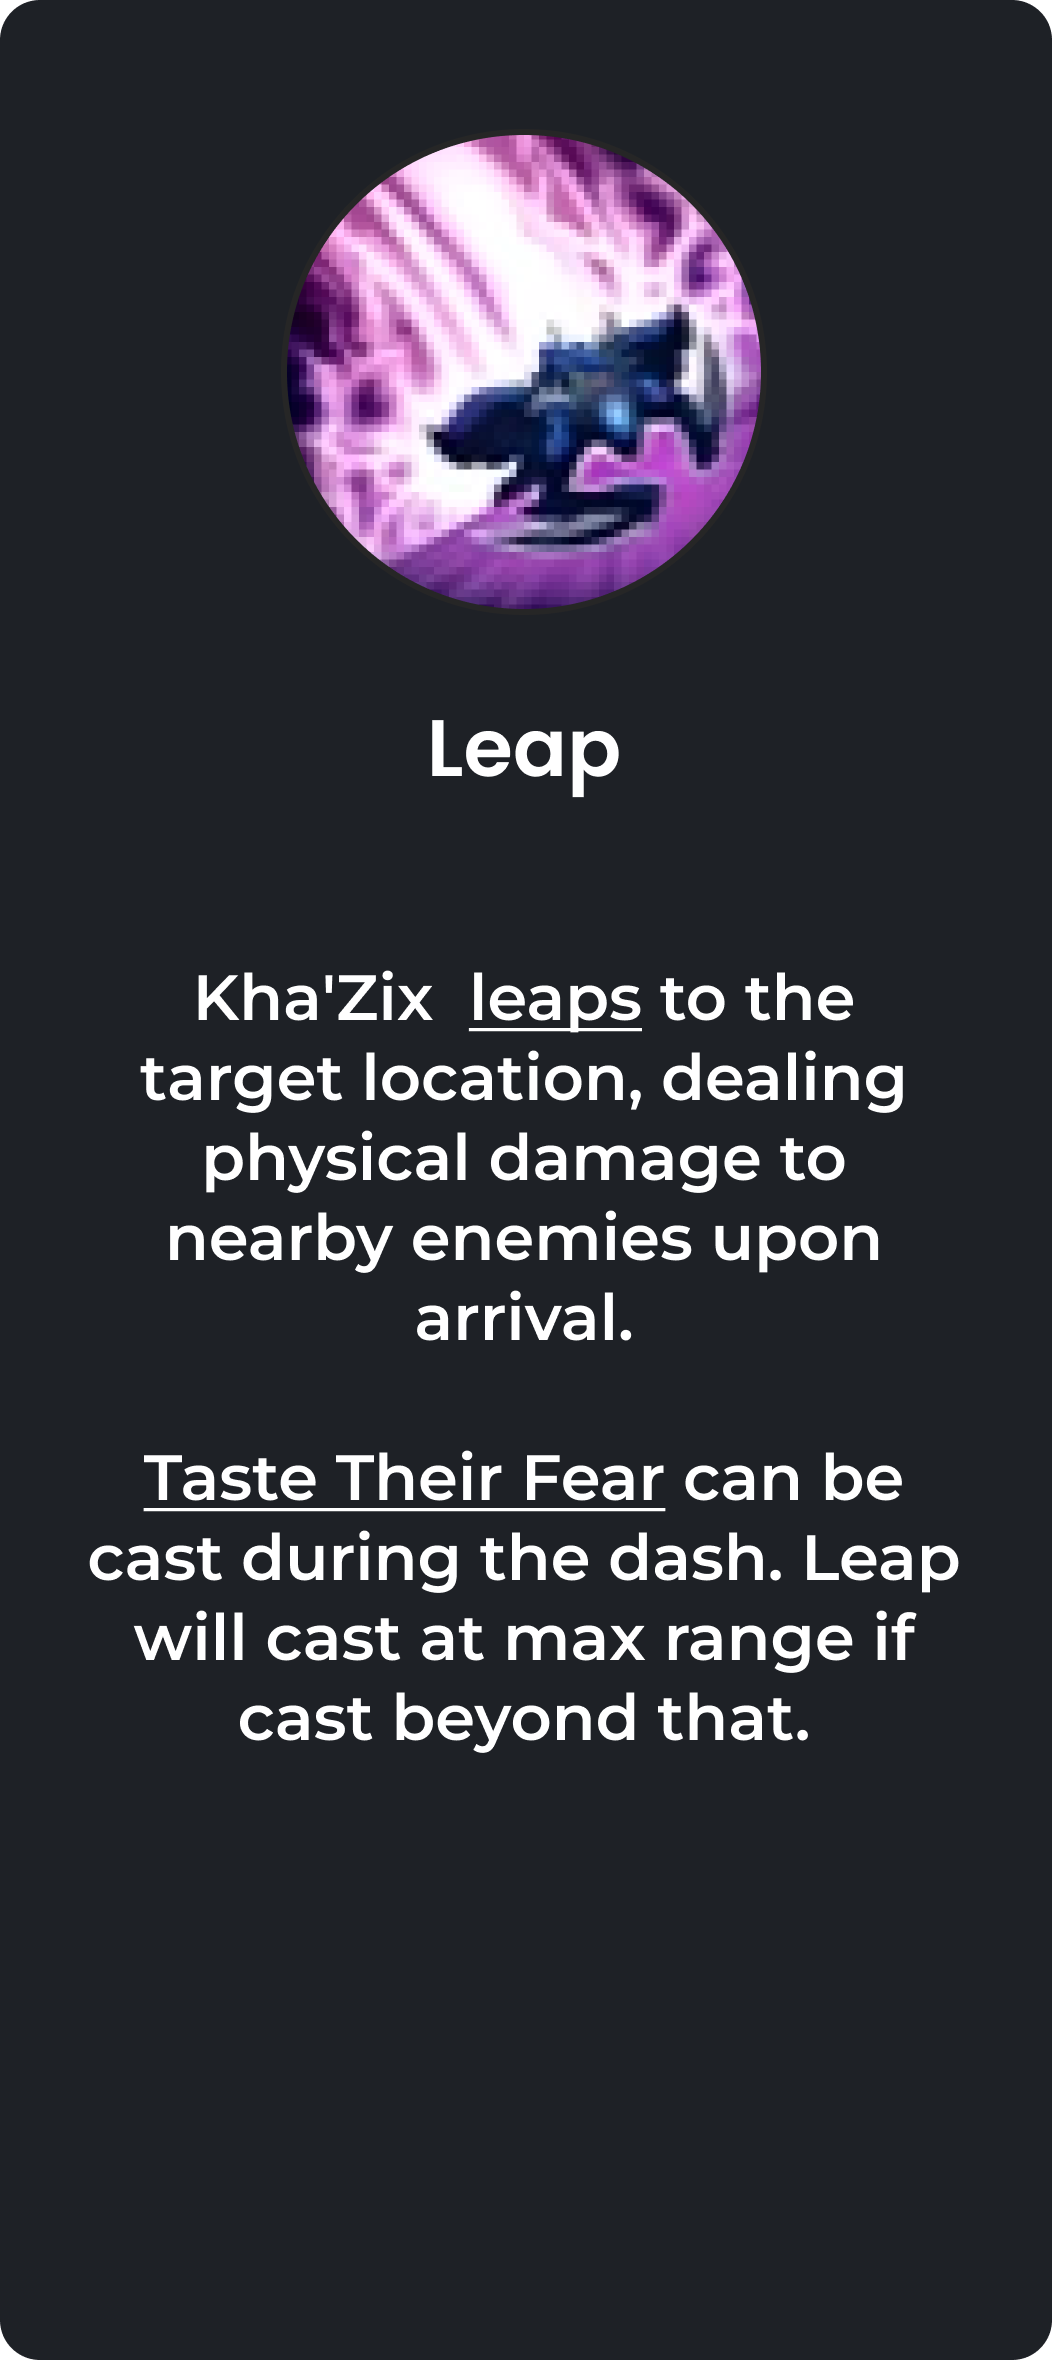 Leap
Kha'Zix  leaps to the
target location, dealing
physical damage to
nearby enemies upon
arrival.
Taste Their Fear can be
cast during the dash. Leap
will cast at max range if
cast beyond that.